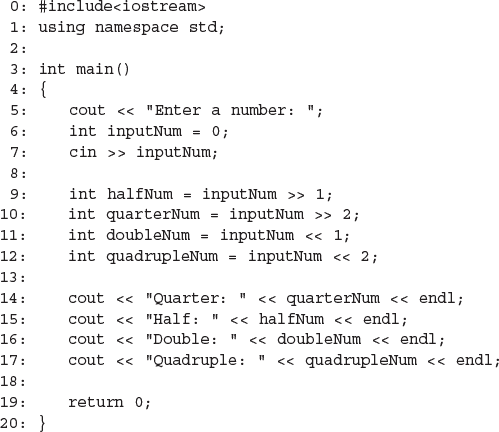 0: #include<iostream>
1: using namespace std;
2:
3: int main()
4: {
5:    cout << "Enter a number: ";
6:    int inputNum = 0;
7:    cin >> inputNum;
8:
9:    int halfNum = inputNum >> 1;
10:    int quarterNum = inputNum >> 2;
11:    int doubleNum = inputNum << 1;
12:    int quadrupleNum = inputNum << 2;
13:
14:    cout << "Quarter: " << quarterNum << endl;
15:    cout << "Half: " << halfNum << endl;
16:    cout << "Double: " << doubleNum << endl;
17:    cout << "Quadruple: " << quadrupleNum << endl;
18:
19:    return 0;
20: }